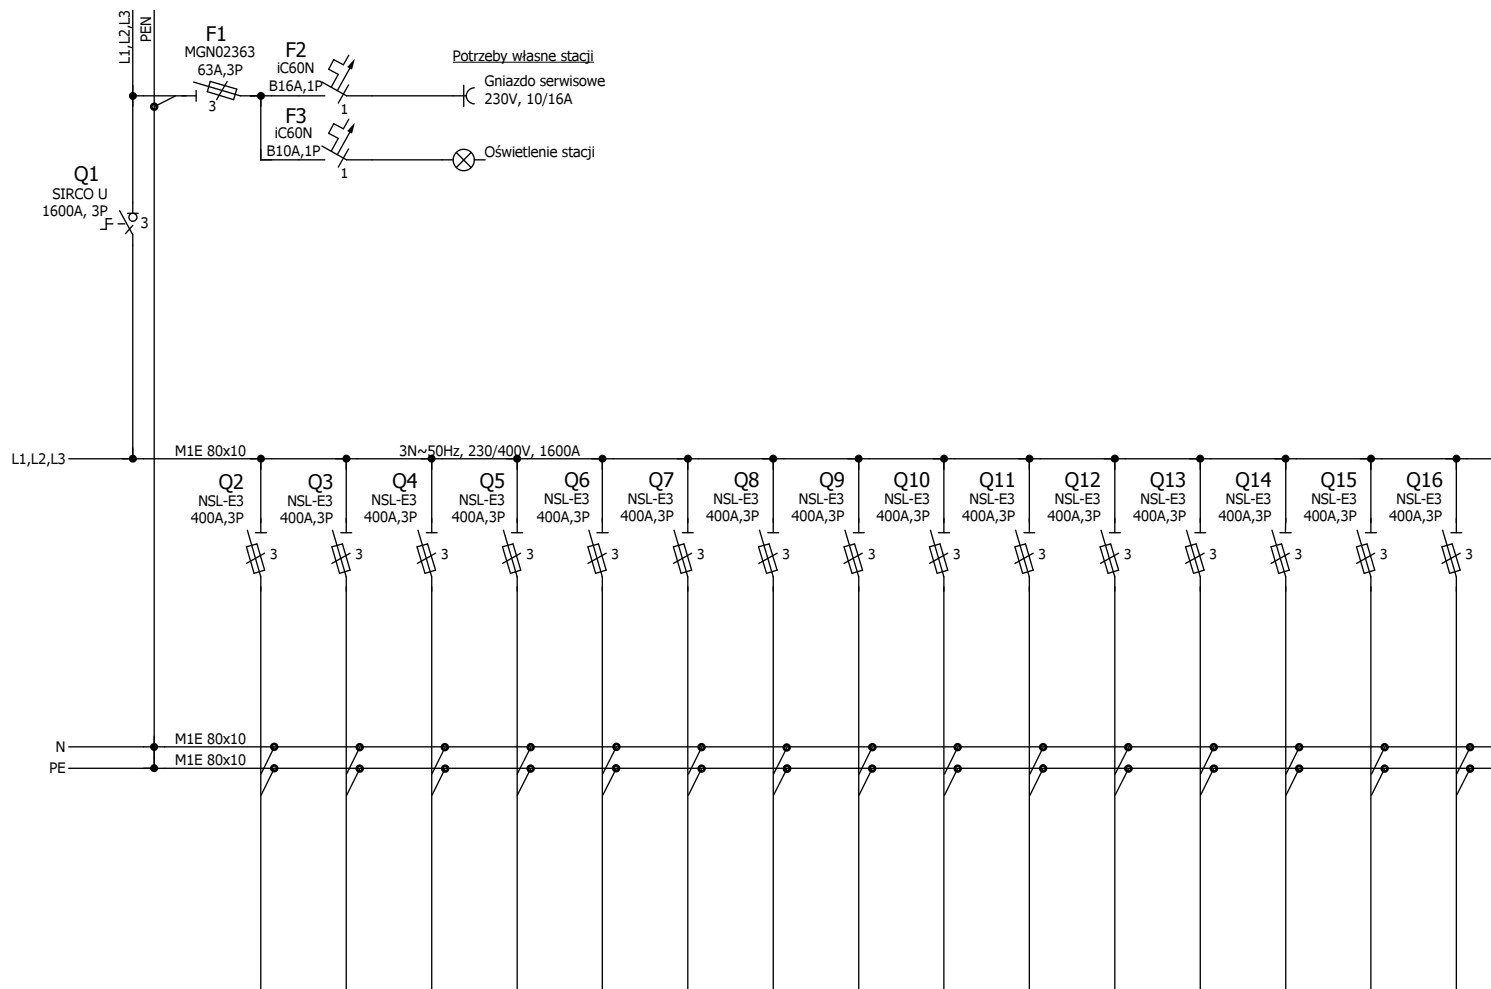 L1,L2,L3
PEN
F1
MGN02363
63A,3P
3
F2
iC60N
B16A,1P
1
Potrzeby własne stacji
Gniazdo serwisowe
230V, 10/16A
F3
iC60N
B10A,1P
1
Oświetlenie stacji
Q1
SIRCO U
1600A, 3P
3
L1,L2,L3
M1E 80x10
3N~50Hz, 230/400V, 1600A
Q2
NSL-E3
400A,3P
3
Q3
NSL-E3
400A,3P
3
Q4
NSL-E3
400A,3P
3
Q5
NSL-E3
400A,3P
3
Q6
NSL-E3
400A,3P
3
Q7
NSL-E3
400A,3P
3
Q8
NSL-E3
400A,3P
3
Q9
NSL-E3
400A,3P
3
Q10
NSL-E3
400A,3P
3
Q11
NSL-E3
400A,3P
3
Q12
NSL-E3
400A,3P
3
Q13
NSL-E3
400A,3P
3
Q14
NSL-E3
400A,3P
3
Q15
NSL-E3
400A,3P
3
Q16
NSL-E3
400A,3P
3
N
M1E 80x10
PE
M1E 80x10